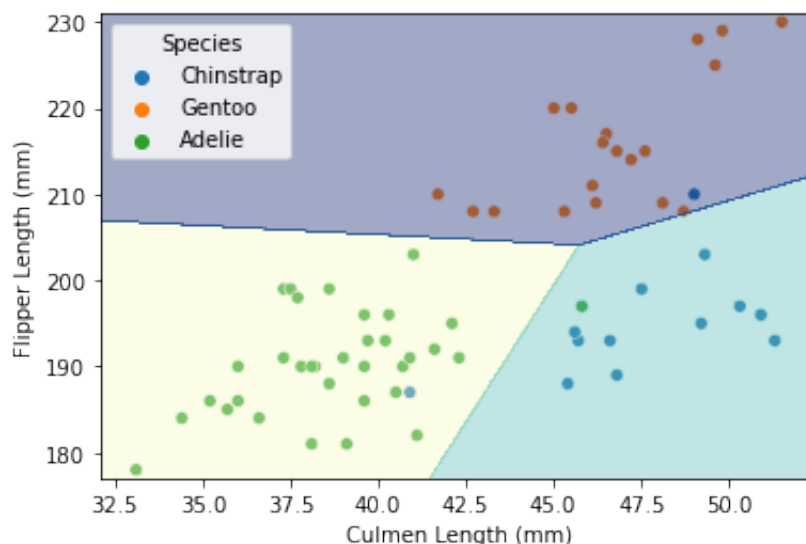 Species
Chinstrap
Gentoo
Adelie
Flipper Length (mm)
230
220
210
200
190
180
32.5 35.0 37.5 40.0 42.5 45.0 47.5 50.0
Culmen Length (mm)